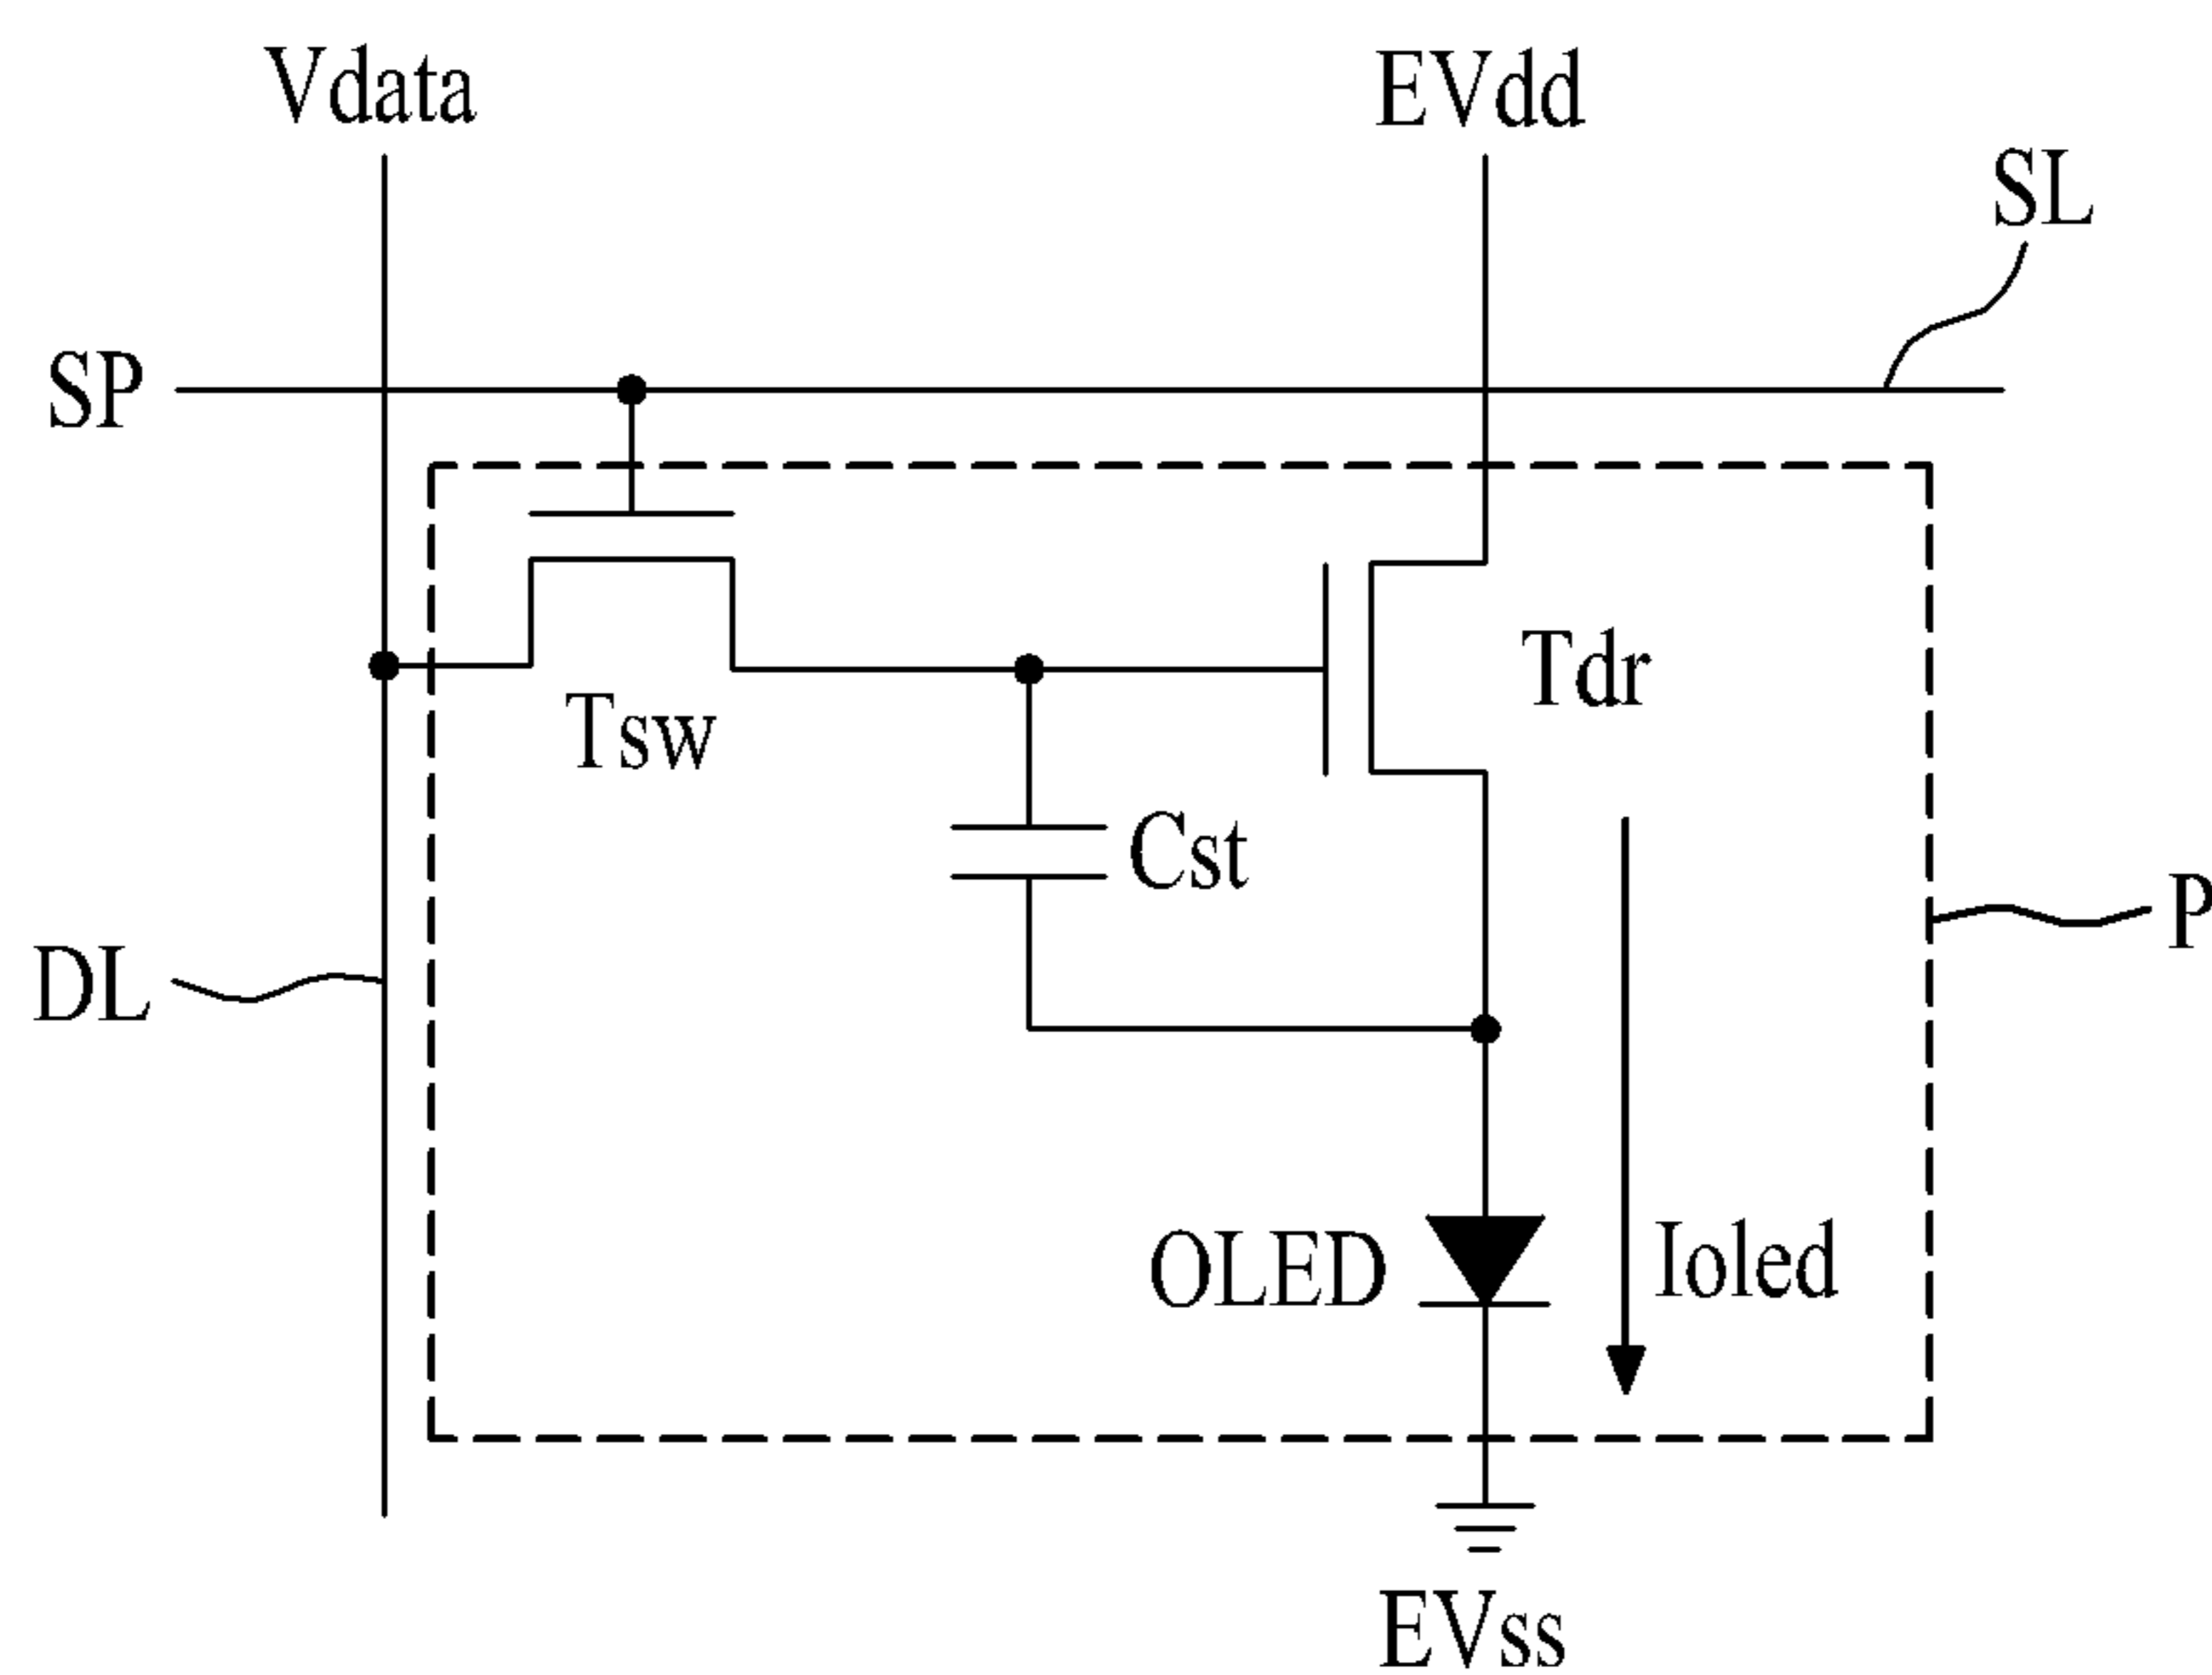 Vdata
EVdd
SL
SP
Tdr
Tsw
Cst
P
DL
OLED
Ioled
EVss